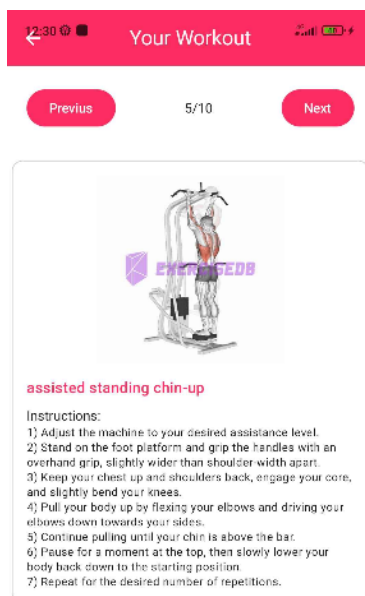 12:30
Your Workout
Previus
5/10
Next
EXERCISEDB
assisted standing chin-up
Instructions:
1) Adjust the machine to your desired assistance level.
2) Stand on the foot platform and grip the handles with an
overhand grip, slightly wider than shoulder-width apart.
3) Keep your chest up and shoulders back, engage your core,
and slightly bend your knees.
4) Pull your body up by flexing your elbows and driving your
elbows down towards your sides.
5) Continue pulling until your chin is above the bar.
6) Pause for a moment at the top, then slowly lower your
body back down to the starting position.
7) Repeat for the desired number of repetitions.